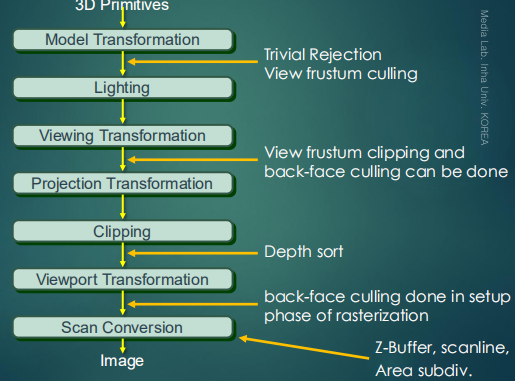 3D Primitives
Model Transformation
Trivial Rejection
View frustum culling
Lighting
Viewing Transformation
View frustum clipping and
back-face culling can be done
Projection Transformation
Clipping
Depth sort
Viewport Transformation
back-face culling done in setup
phase of rasterization
Scan Conversion
Z-Buffer, scanline,
Area subdiv.
Image
Media Lab. Inha Univ. KOREA